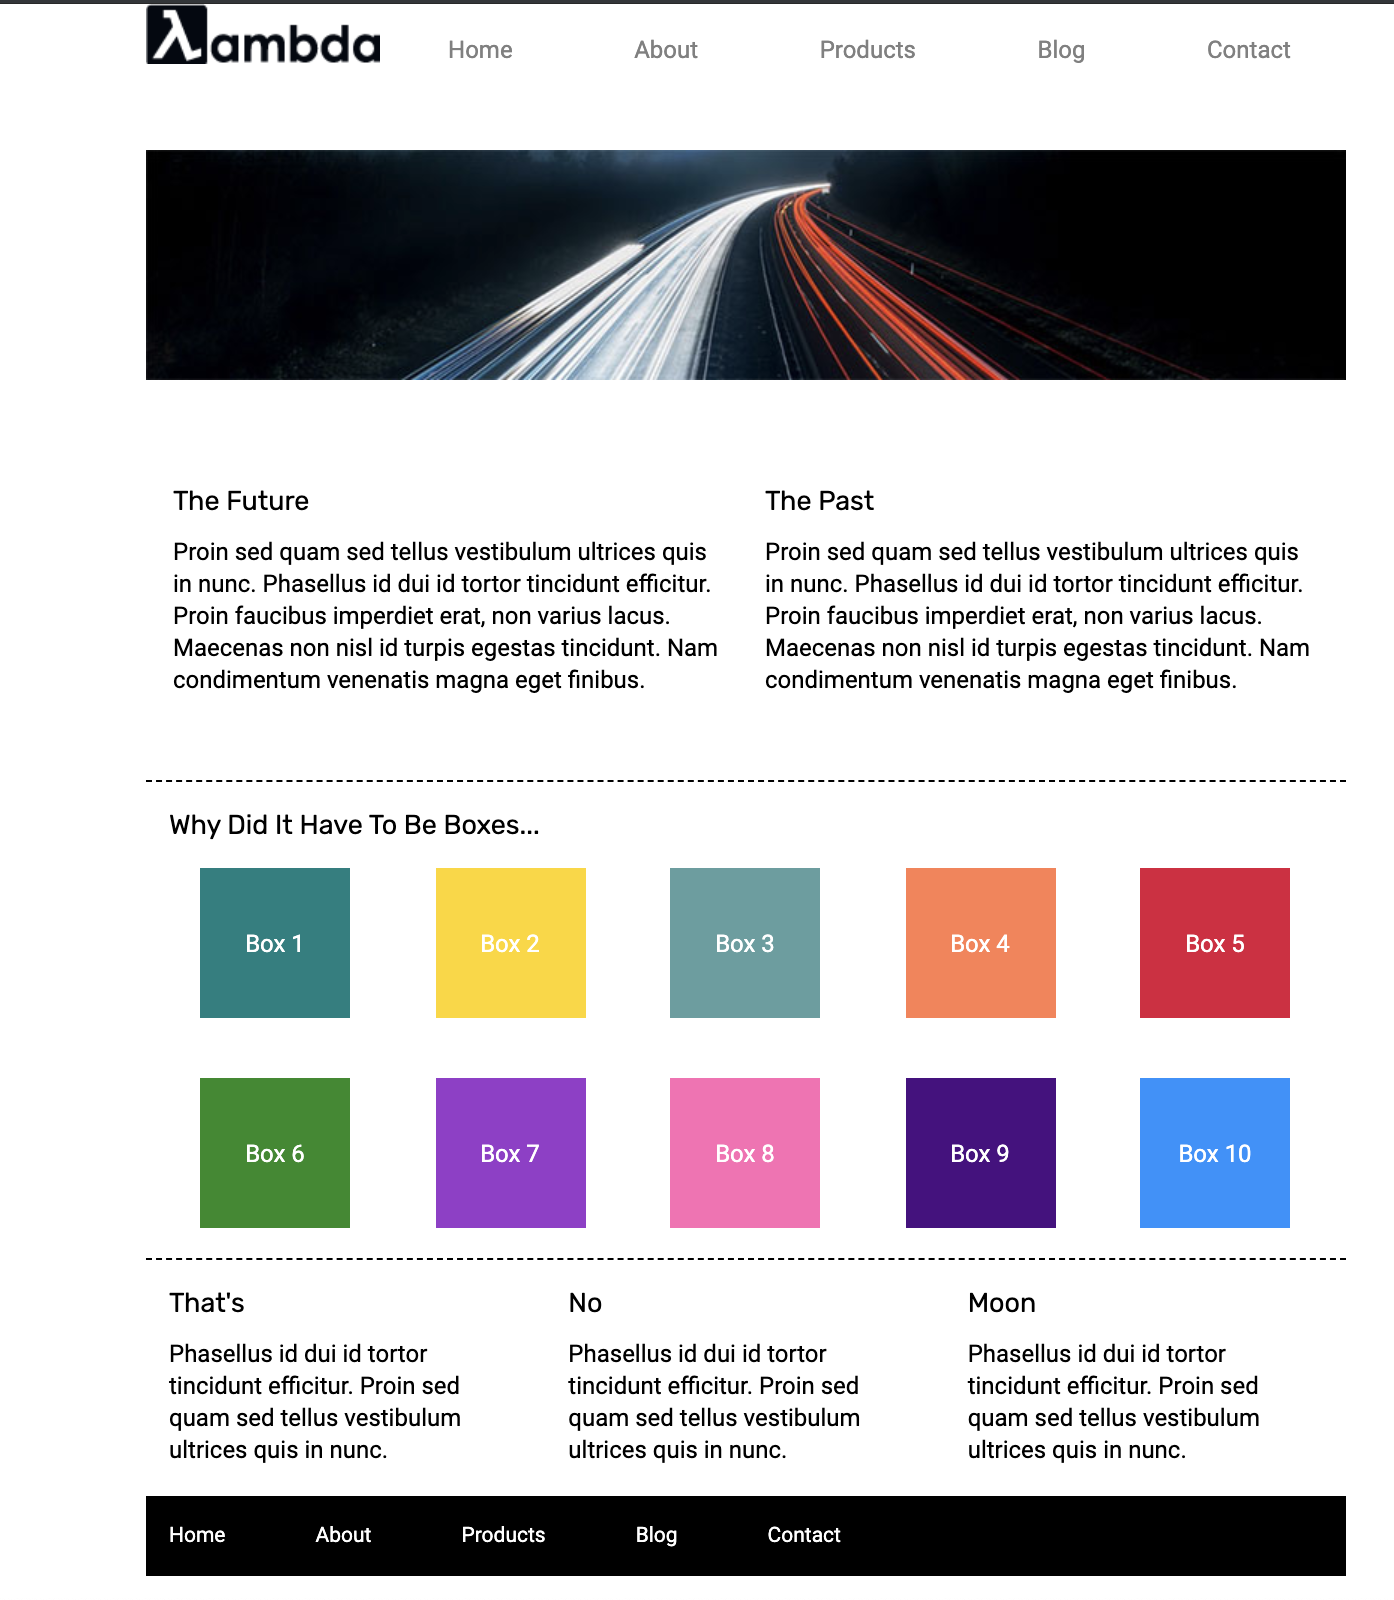 λambda
Home About Products Blog Contact
The Future
Proin sed quam sed tellus vestibulum ultrices quis
in nunc. Phasellus id dui id tortor tincidunt efficitur.
Proin faucibus imperdiet erat, non varius lacus.
Maecenas non nisl id turpis egestas tincidunt. Nam
condimentum venenatis magna eget finibus.
The Past
Proin sed quam sed tellus vestibulum ultrices quis
in nunc. Phasellus id dui id tortor tincidunt efficitur.
Proin faucibus imperdiet erat, non varius lacus.
Maecenas non nisl id turpis egestas tincidunt. Nam
condimentum venenatis magna eget finibus.
Why Did It Have To Be Boxes...
Box 1 Box 2 Box 3 Box 4 Box 5
Box 6 Box 7 Box 8 Box 9 Box 10
That's
Phasellus id dui id tortor
tincidunt efficitur. Proin sed
quam sed tellus vestibulum
ultrices quis in nunc.
No
Phasellus id dui id tortor
tincidunt efficitur. Proin sed
quam sed tellus vestibulum
ultrices quis in nunc.
Moon
Phasellus id dui id tortor
tincidunt efficitur. Proin sed
quam sed tellus vestibulum
ultrices quis in nunc.
Home About Products Blog Contact